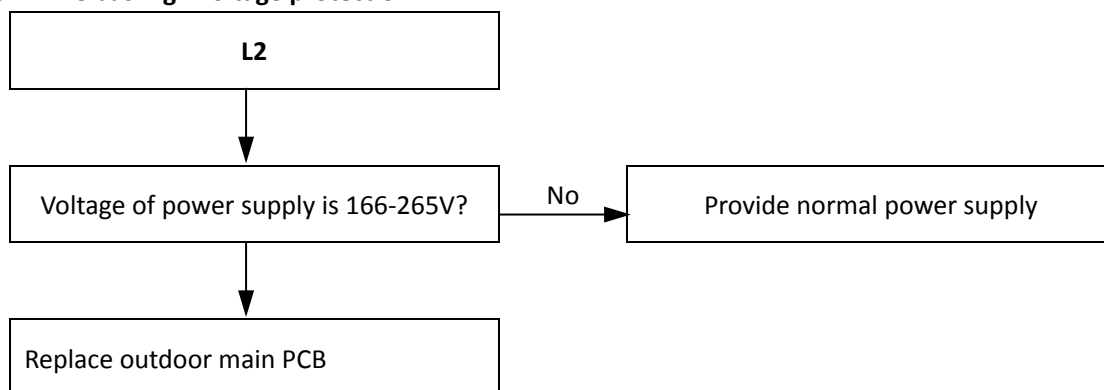 L2
Voltage of power supply is 166-265V?
No
Provide normal power supply
Replace outdoor main PCB